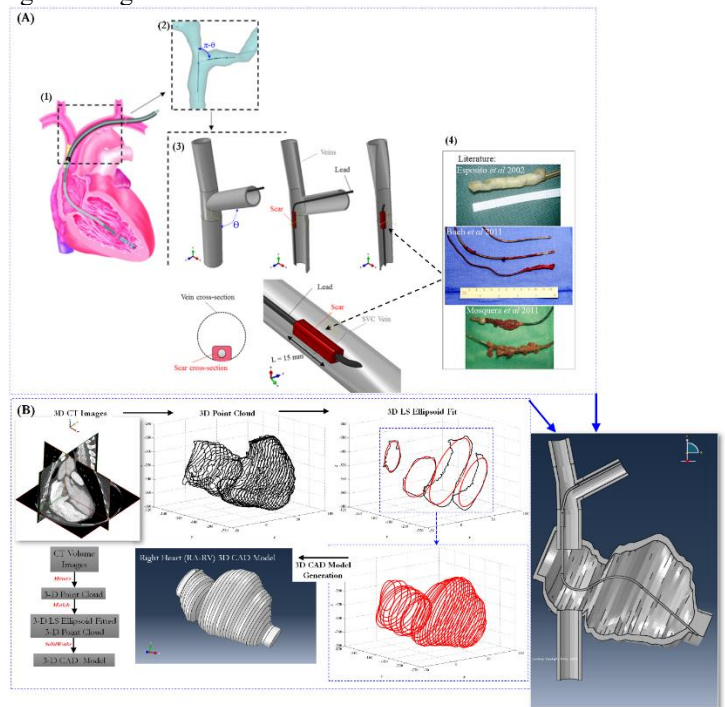 (A)
(2)
π-θ
(1)
(3)
Veins
Lead
Scar
θ
(4)
Literature:
Esposito et al 2002
Buch et al 2011
Mosquera et al 2011
Vein cross-section
Scar cross-section
Lead
Scar
SVC Vein
L = 15 mm
(B)
3D CT Images
3D Point Cloud
3D LS Ellipsoid Fit
CT Volume
Images
3-D Point Cloud
Matlab
3-D LS Ellipsoid Fitted
3-D Point Cloud
SolidWorks
3-D CAD Model
Right Heart (RA-RV) 3D CAD Model
3D CAD Model
Generation